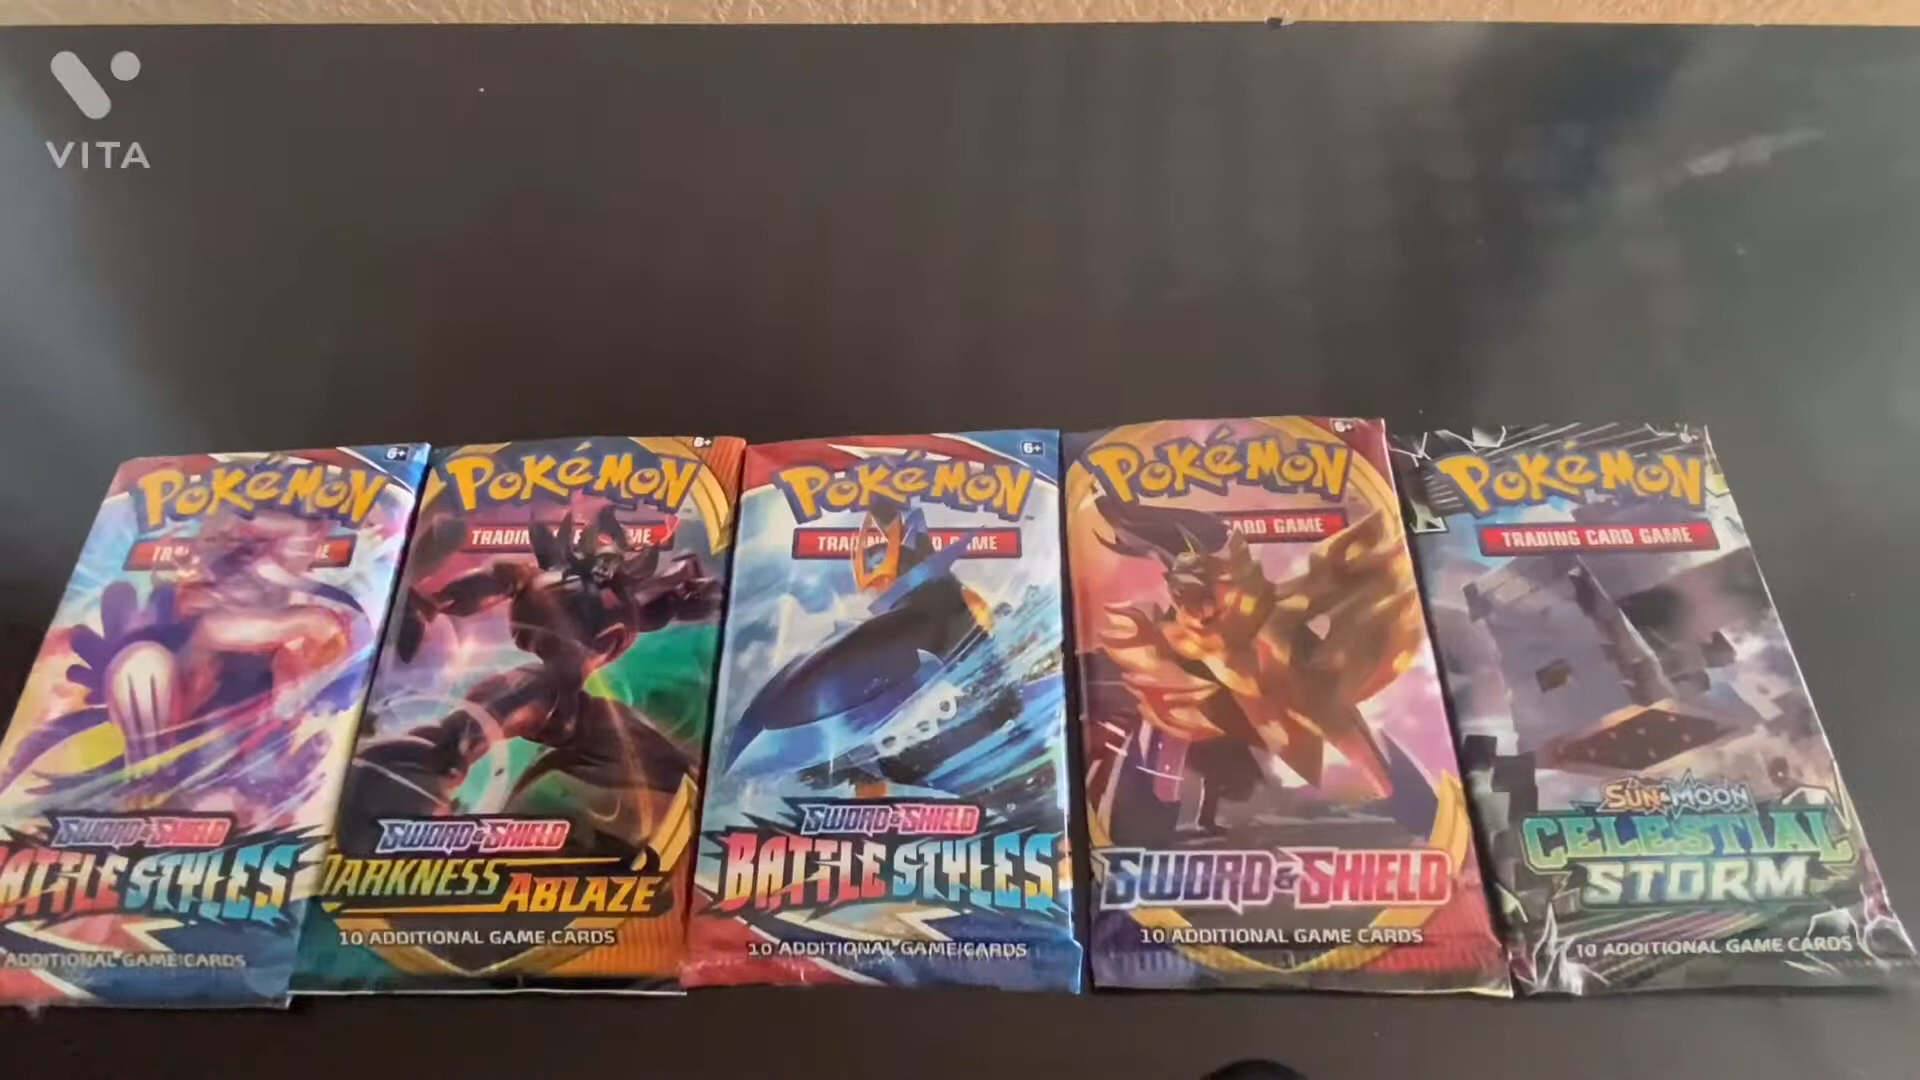 VITA
6+
POKéMON
SWORD & SHIELD
BATTLE STYLES
ADDITIONAL GAME CARDS
6+
POKéMON
SWORD & SHIELD
DARKNESS ABLAZE
10 ADDITIONAL GAME CARDS
6+
POKéMON
SWORD & SHIELD
BATTLE STYLES
10 ADDITIONAL GAME CARDS
6+
POKéMON
CARD GAME
SWORD & SHIELD
10 ADDITIONAL GAME CARDS
6+
POKéMON
TRADING CARD GAME
SUN & MOON
CELESTIAL
STORM
10 ADDITIONAL GAME CARDS